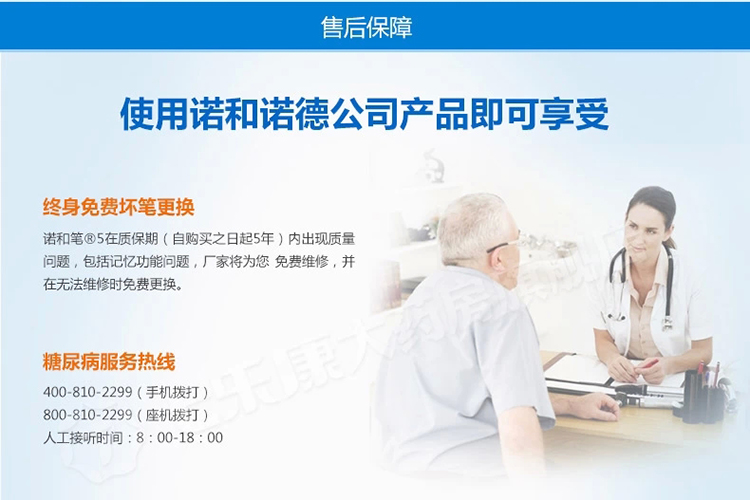 售后保障
使用诺和诺德公司产品即可享受
终身免费坏笔更换
诺和笔®5在质保期（自购买之日起5年）内出现质量
问题，包括记忆功能问题，厂家将为您 免费维修，并
在无法维修时免费更换。
糖尿病服务热线
400-810-2299（手机拨打）
800-810-2299（座机拨打）
人工接听时间：8：00-18：00